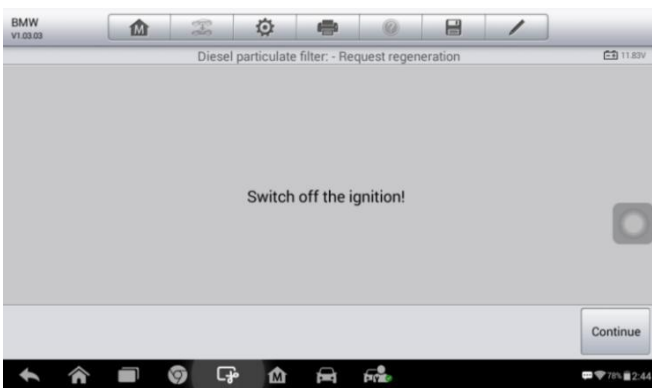 BMW
V1.03.03
M
Diesel particulate filter: - Request regeneration
11.83V
Switch off the ignition!
Continue
M
78% 2:44